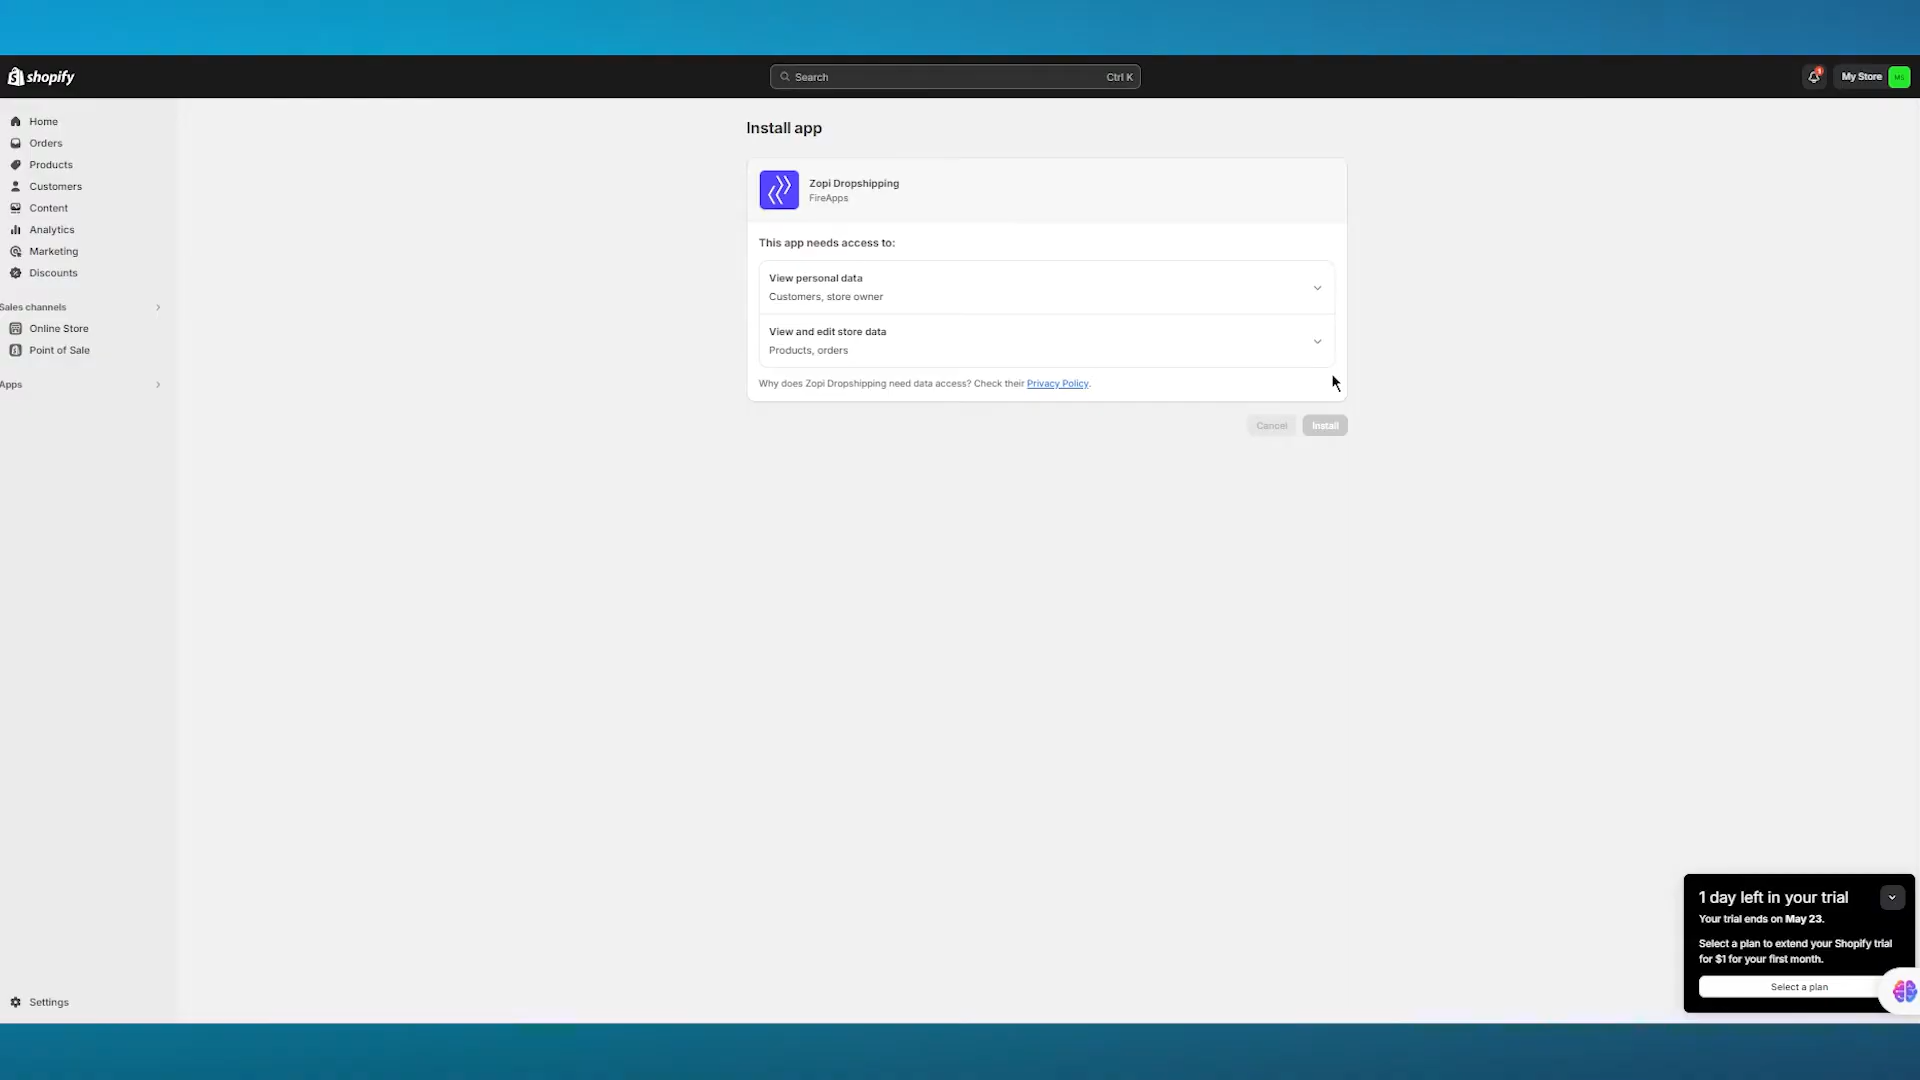 shopify
Search
Ctrl K
1
My Store
MS
Home
Orders
Products
Customers
Content
Analytics
Marketing
Discounts
Sales channels
Online Store
Point of Sale
Apps
Settings
Install app
Zopi Dropshipping
FireApps
This app needs access to:
View personal data
Customers, store owner
View and edit store data
Products, orders
Why does Zopi Dropshipping need data access? Check their Privacy Policy.
Cancel
Install
1 day left in your trial
Your trial ends on May 23.
Select a plan to extend your Shopify trial
for $1 for your first month.
Select a plan